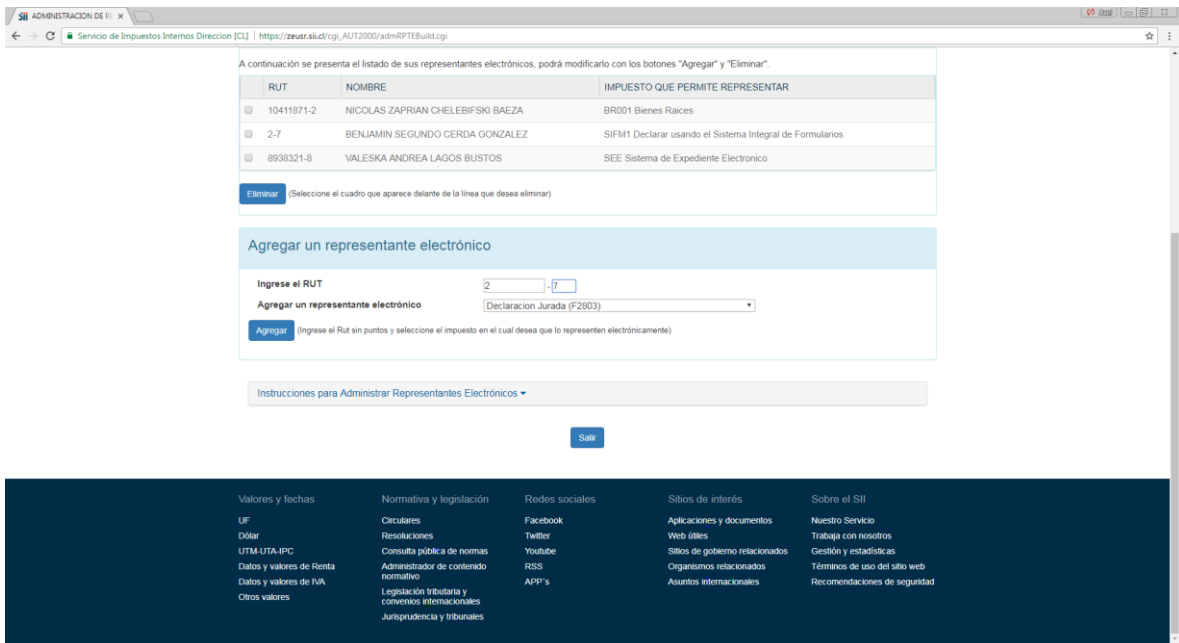 SII ADMINISTRACION DE RE
Servicio de Impuestos Internos Direccion [CL] | https://zeusr.sii.cl/cgi_AUT2000/admRPTEBuild.cgi
A continuación se presenta el listado de sus representantes electrónicos, podrá modificarlo con los botones "Agregar" y "Eliminar".
RUT NOMBRE IMPUESTO QUE PERMITE REPRESENTAR
10411871-2 NICOLAS ZAPRIAN CHELEBIFSKI BAEZA BR001 Bienes Raices
2-7 BENJAMIN SEGUNDO CERDA GONZALEZ SIFM1 Declarar usando el Sistema Integral de Formularios
8938321-8 VALESKA ANDREA LAGOS BUSTOS SEE Sistema de Expediente Electronico
Eliminar (Seleccione el cuadro que aparece delante de la línea que desea eliminar)
Agregar un representante electrónico
Ingrese el RUT 2 - 7
Agregar un representante electrónico Declaracion Jurada (F2803)
Agregar (Ingrese el Rut sin puntos y seleccione el impuesto en el cual desea que lo representen electrónicamente)
Instrucciones para Administrar Representantes Electrónicos
Salir
Valores y fechas
UF
Dólar
UTM-UTA-IPC
Datos y valores de Renta
Datos y valores de IVA
Otros valores
Normativa y legislación
Circulares
Resoluciones
Consulta pública de normas
Administrador de contenido
normativo
Legislación tributaria y
convenios internacionales
Jurisprudencia y tribunales
Redes sociales
Facebook
Twitter
Youtube
RSS
APP's
Sitios de interés
Aplicaciones y documentos
Web útiles
Sitios de gobierno relacionados
Organismos relacionados
Asuntos internacionales
Sobre el SII
Nuestro Servicio
Trabaja con nosotros
Gestión y estadísticas
Términos de uso del sitio web
Recomendaciones de seguridad